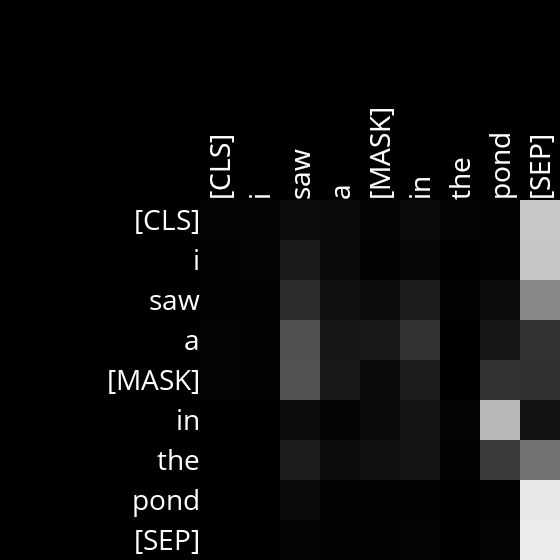 [CLS] i saw a [MASK] in the pond [SEP]
[CLS]
i
saw
a
[MASK]
in
the
pond
[SEP]